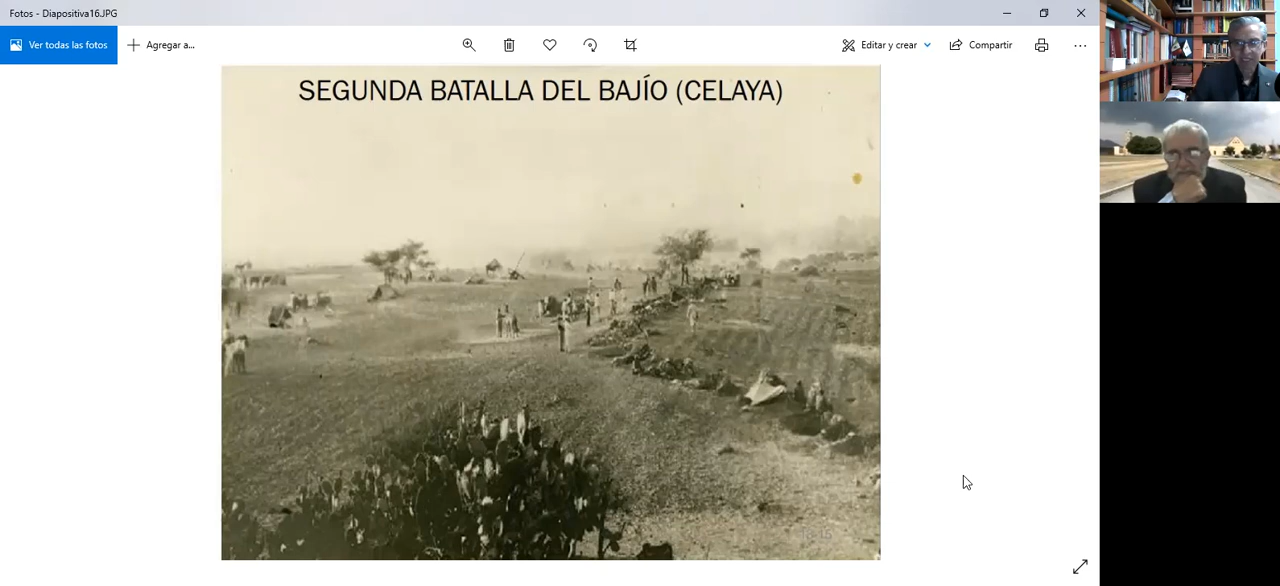 Fotos - Diapositiva16.JPG
Ver todas las fotos
Agregar a...
Editar y crear
Compartir
SEGUNDA BATALLA DEL BAJÍO (CELAYA)